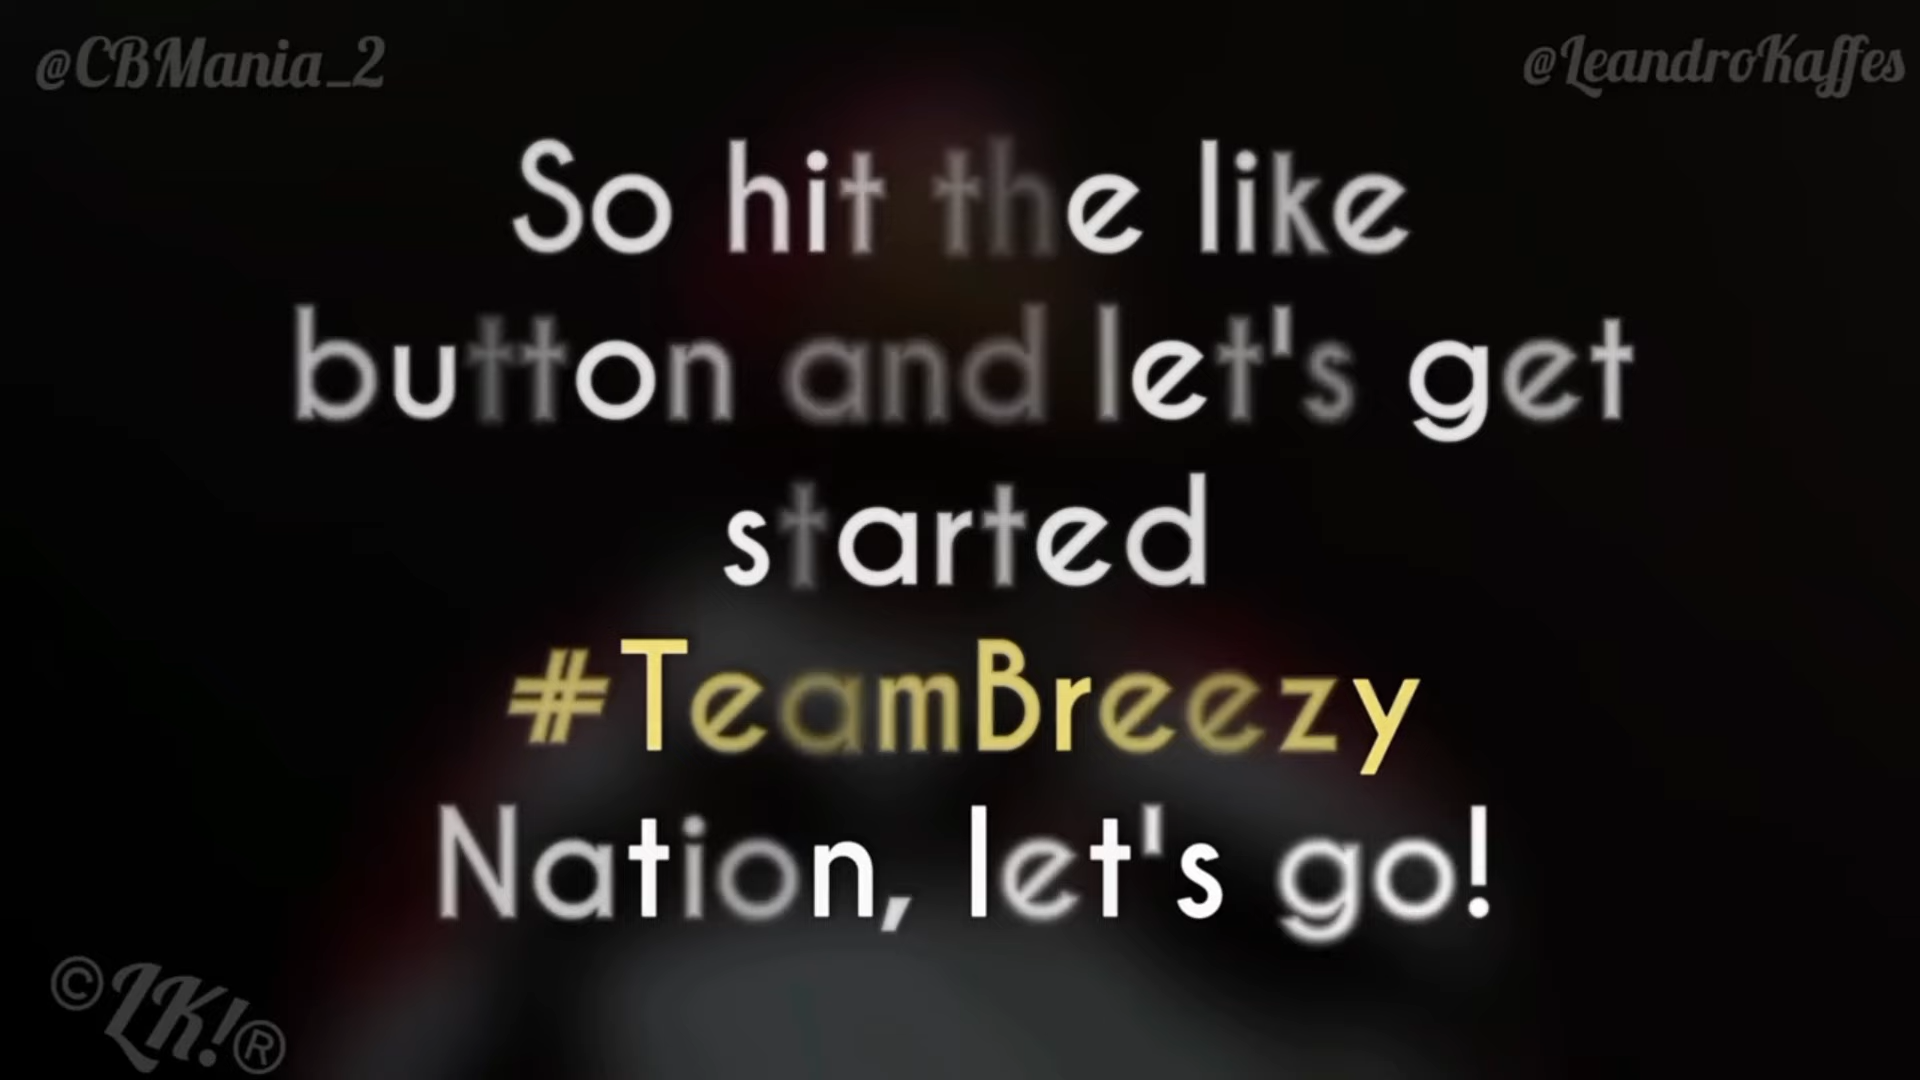 @CBMania_2
@LeandroKaffes
So hit the like
button and let's get
started
#TeamBreezy
Nation, let's go!
©LK!®